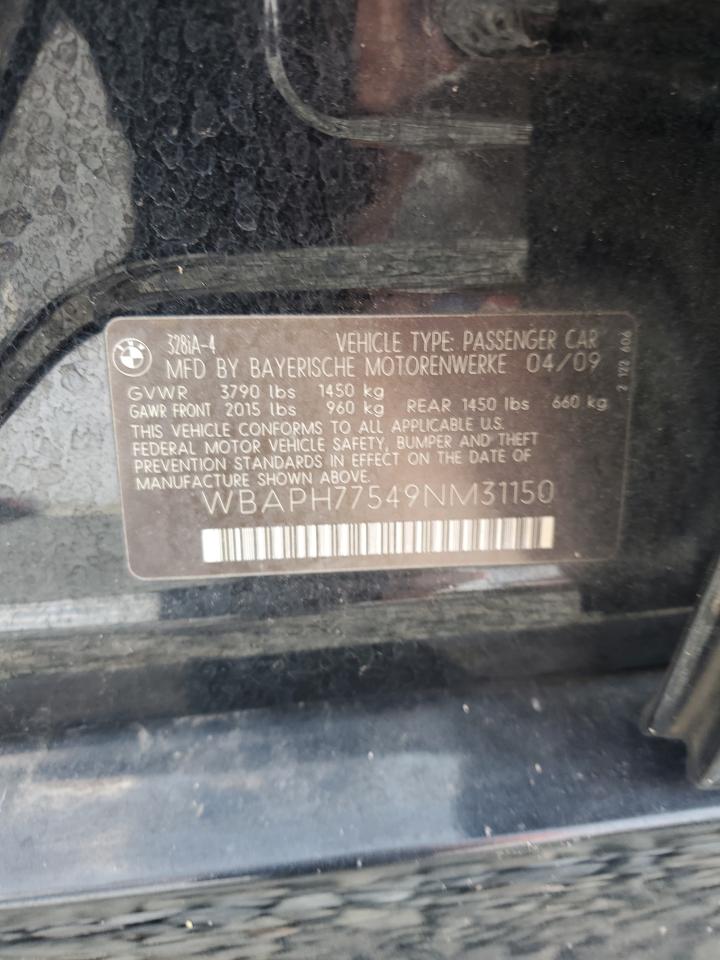 328iA-4 VEHICLE TYPE: PASSENGER CAR
MFD BY BAYERISCHE MOTORENWERKE 04/09
GVWR 3790 lbs 1450 kg
GAWR FRONT 2015 lbs 960 kg REAR 1450 lbs 660 kg
THIS VEHICLE CONFORMS TO ALL APPLICABLE U.S.
FEDERAL MOTOR VEHICLE SAFETY, BUMPER AND THEFT
PREVENTION STANDARDS IN EFFECT ON THE DATE OF
MANUFACTURE SHOWN ABOVE.
WBAPH77549NM31150